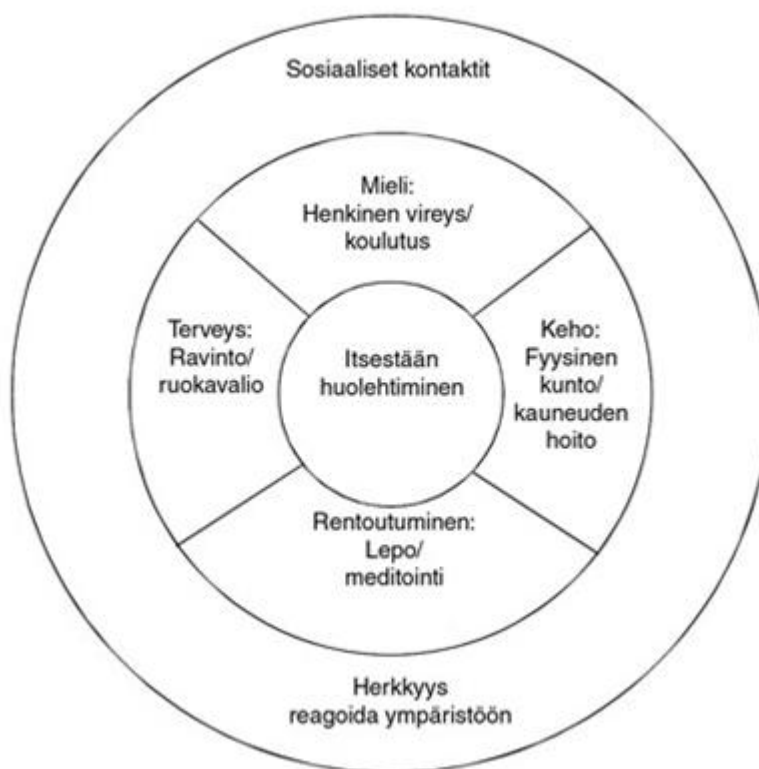 Sosiaaliset kontaktit
Mieli:
Henkinen vireys/
koulutus
Terveys:
Ravinto/
ruokavalio
Itsestään
huolehtiminen
Keho:
Fyysinen
kunto/
kauneuden
hoito
Rentoutuminen:
Lepo/
meditointi
Herkkyys
reagoida ympäristöön